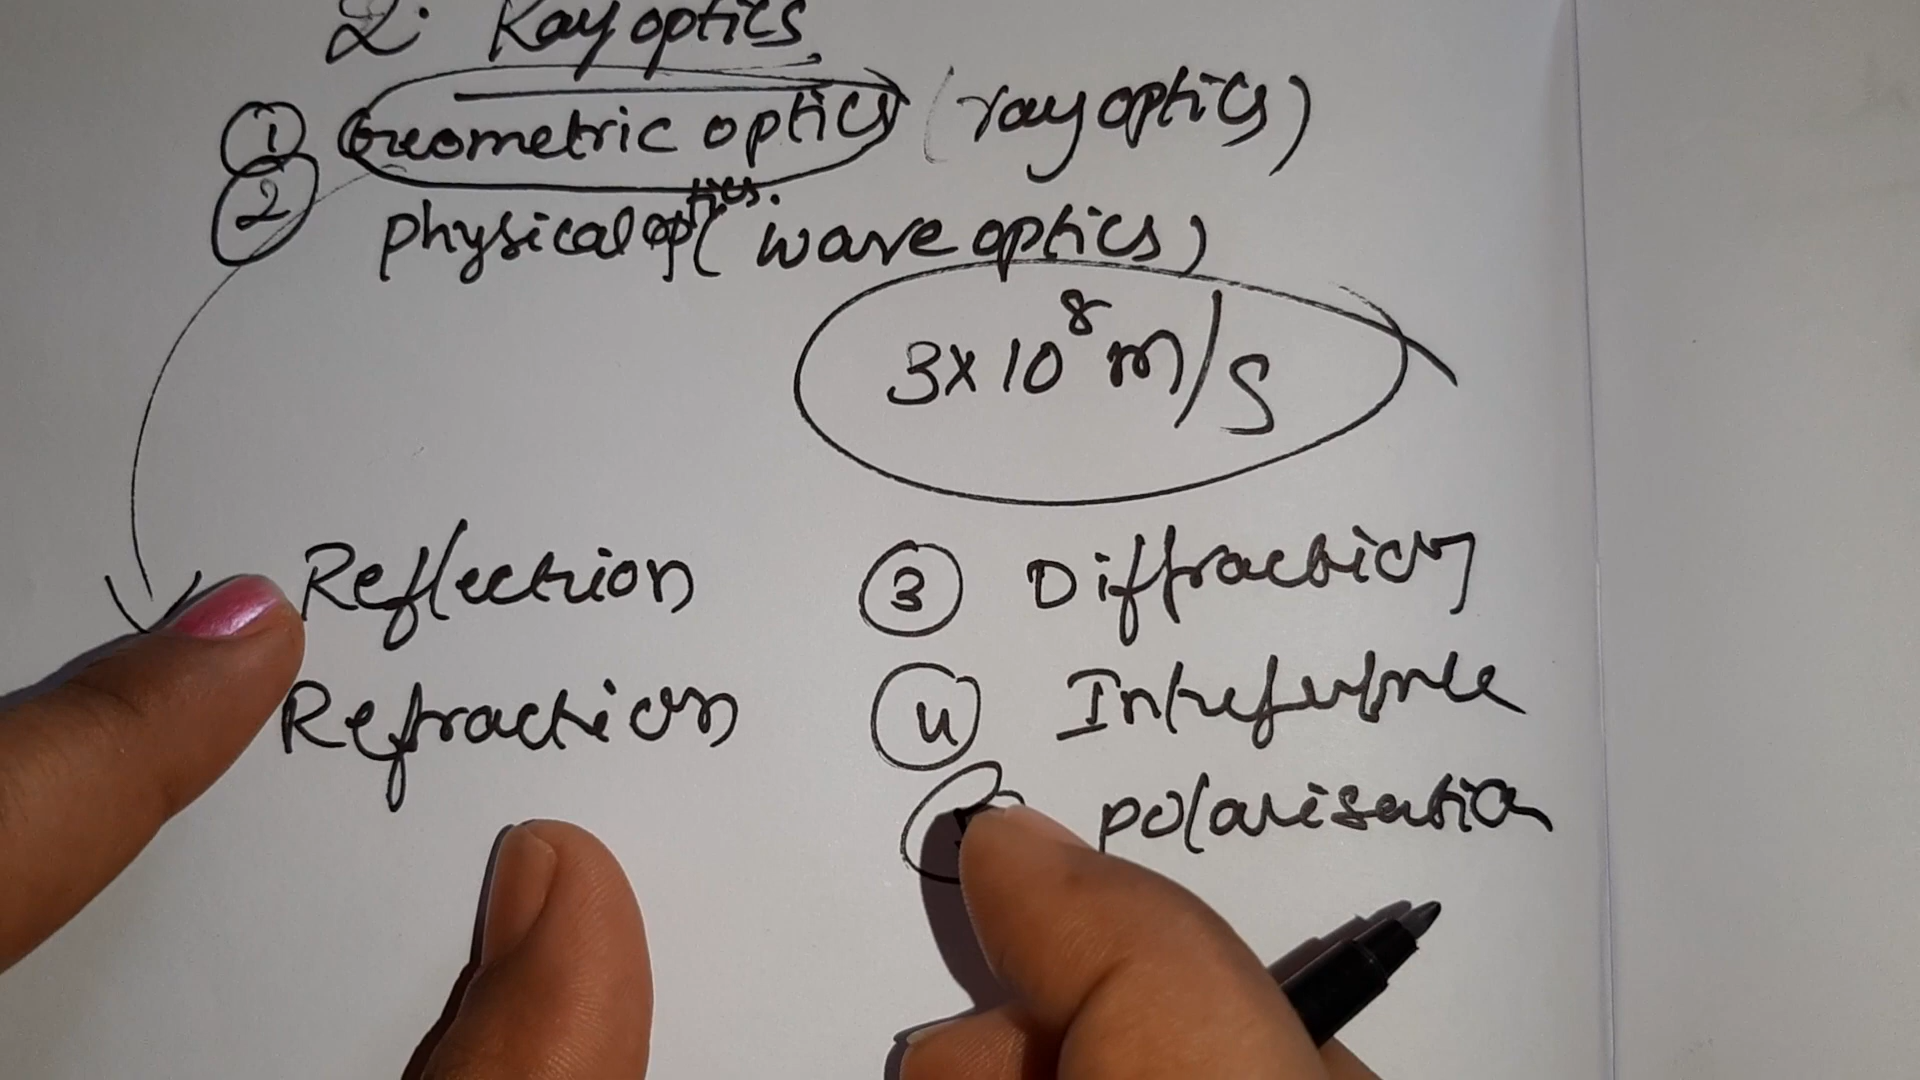 2. Ray optics
① Geometric optics (ray optics)
② physical optics. (wave optics)
3×10⁸ m/s
Reflection
Refraction
③ Diffraction
④ Intreference
polarisation